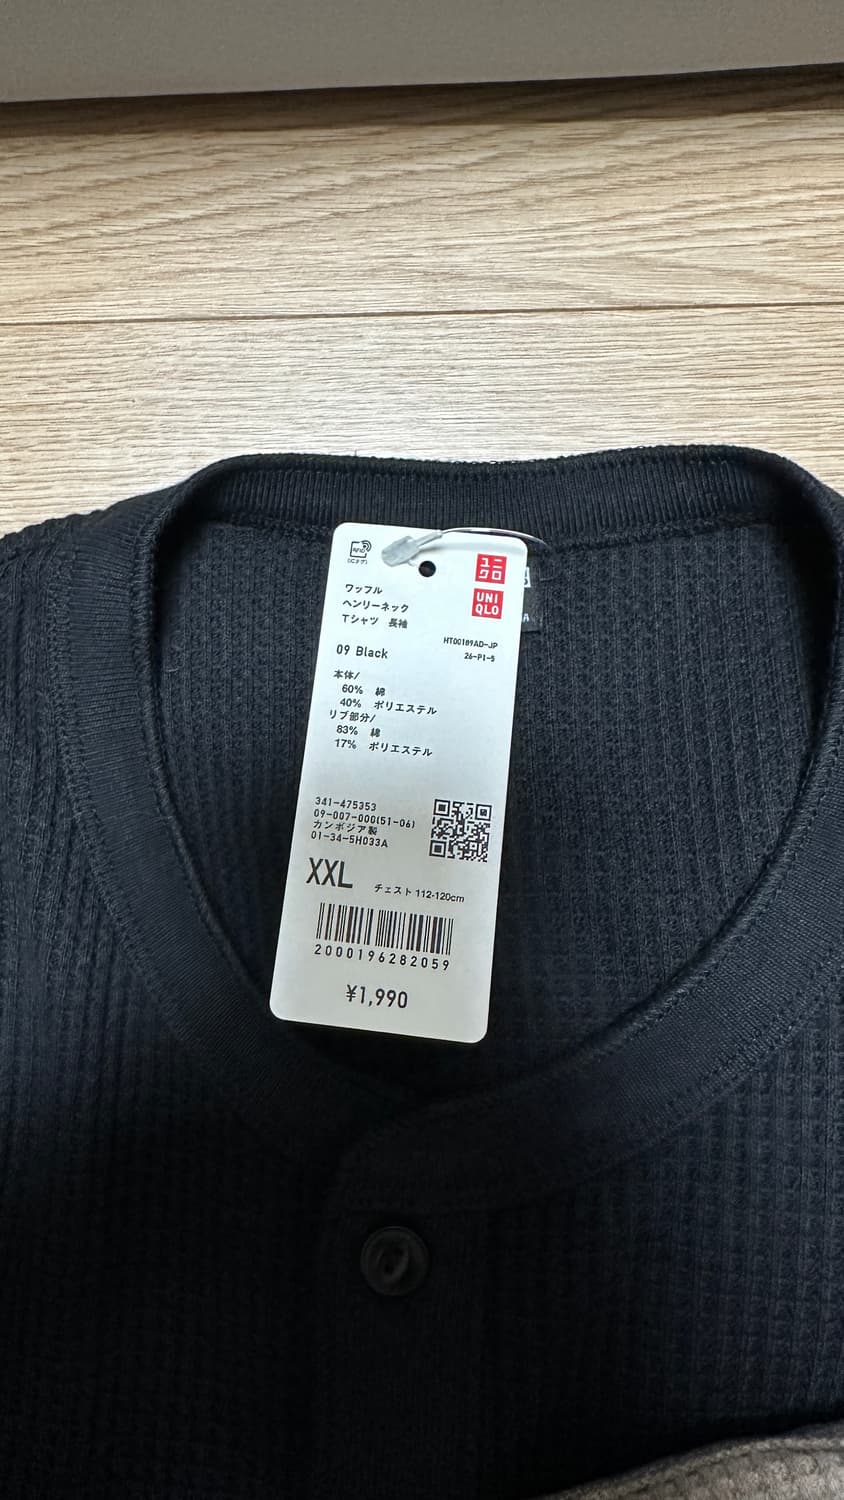 RFID
(ICタグ)
ユニ
クロ
UNI
QLO
ワッフル
ヘンリーネック
Tシャツ 長袖
HT00189AD-JP
26-P1-5
09 Black
本体/
60% 綿
40% ポリエステル
リブ部分/
83% 綿
17% ポリエステル
341-475353
09-007-000(51-06)
カンボジア製
01-34-5H033A
XXL チェスト 112-120cm
2000196282059
¥1,990